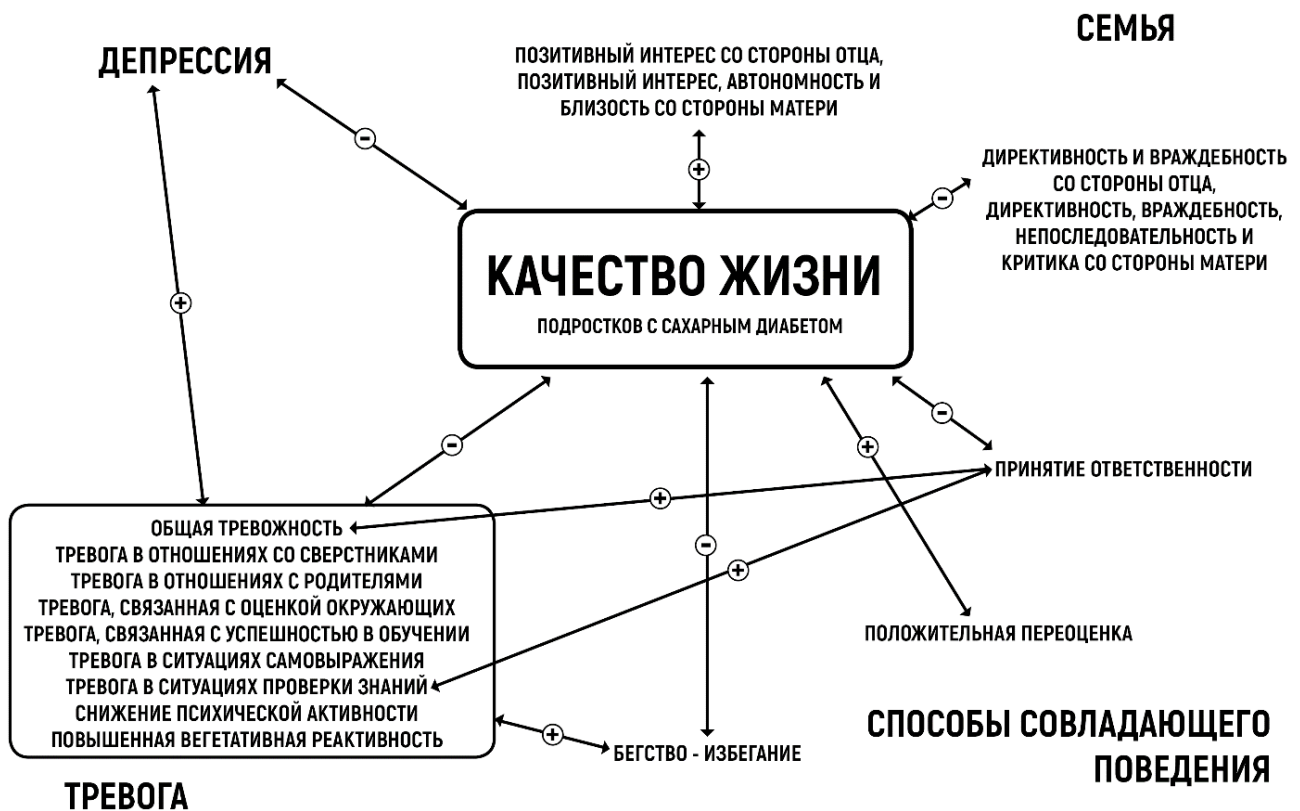 СЕМЬЯ
ДЕПРЕССИЯ
ПОЗИТИВНЫЙ ИНТЕРЕС СО СТОРОНЫ ОТЦА,
ПОЗИТИВНЫЙ ИНТЕРЕС, АВТОНОМНОСТЬ И
БЛИЗОСТЬ СО СТОРОНЫ МАТЕРИ
-
+
ДИРЕКТИВНОСТЬ И ВРАЖДЕБНОСТЬ
СО СТОРОНЫ ОТЦА,
ДИРЕКТИВНОСТЬ, ВРАЖДЕБНОСТЬ,
НЕПОСЛЕДОВАТЕЛЬНОСТЬ И
КРИТИКА СО СТОРОНЫ МАТЕРИ
-
КАЧЕСТВО ЖИЗНИ
ПОДРОСТКОВ С САХАРНЫМ ДИАБЕТОМ
+
-
-
+
-
ПРИНЯТИЕ ОТВЕТСТВЕННОСТИ
+
+
-
ОБЩАЯ ТРЕВОЖНОСТЬ
ТРЕВОГА В ОТНОШЕНИЯХ СО СВЕРСТНИКАМИ
ТРЕВОГА В ОТНОШЕНИЯХ С РОДИТЕЛЯМИ
ТРЕВОГА, СВЯЗАННАЯ С ОЦЕНКОЙ ОКРУЖАЮЩИХ
ТРЕВОГА, СВЯЗАННАЯ С УСПЕШНОСТЬЮ В ОБУЧЕНИИ
ТРЕВОГА В СИТУАЦИЯХ САМОВЫРАЖЕНИЯ
ТРЕВОГА В СИТУАЦИЯХ ПРОВЕРКИ ЗНАНИЙ
СНИЖЕНИЕ ПСИХИЧЕСКОЙ АКТИВНОСТИ
ПОВЫШЕННАЯ ВЕГЕТАТИВНАЯ РЕАКТИВНОСТЬ
ПОЛОЖИТЕЛЬНАЯ ПЕРЕОЦЕНКА
+
БЕГСТВО - ИЗБЕГАНИЕ
СПОСОБЫ СОВЛАДАЮЩЕГО
ПОВЕДЕНИЯ
ТРЕВОГА